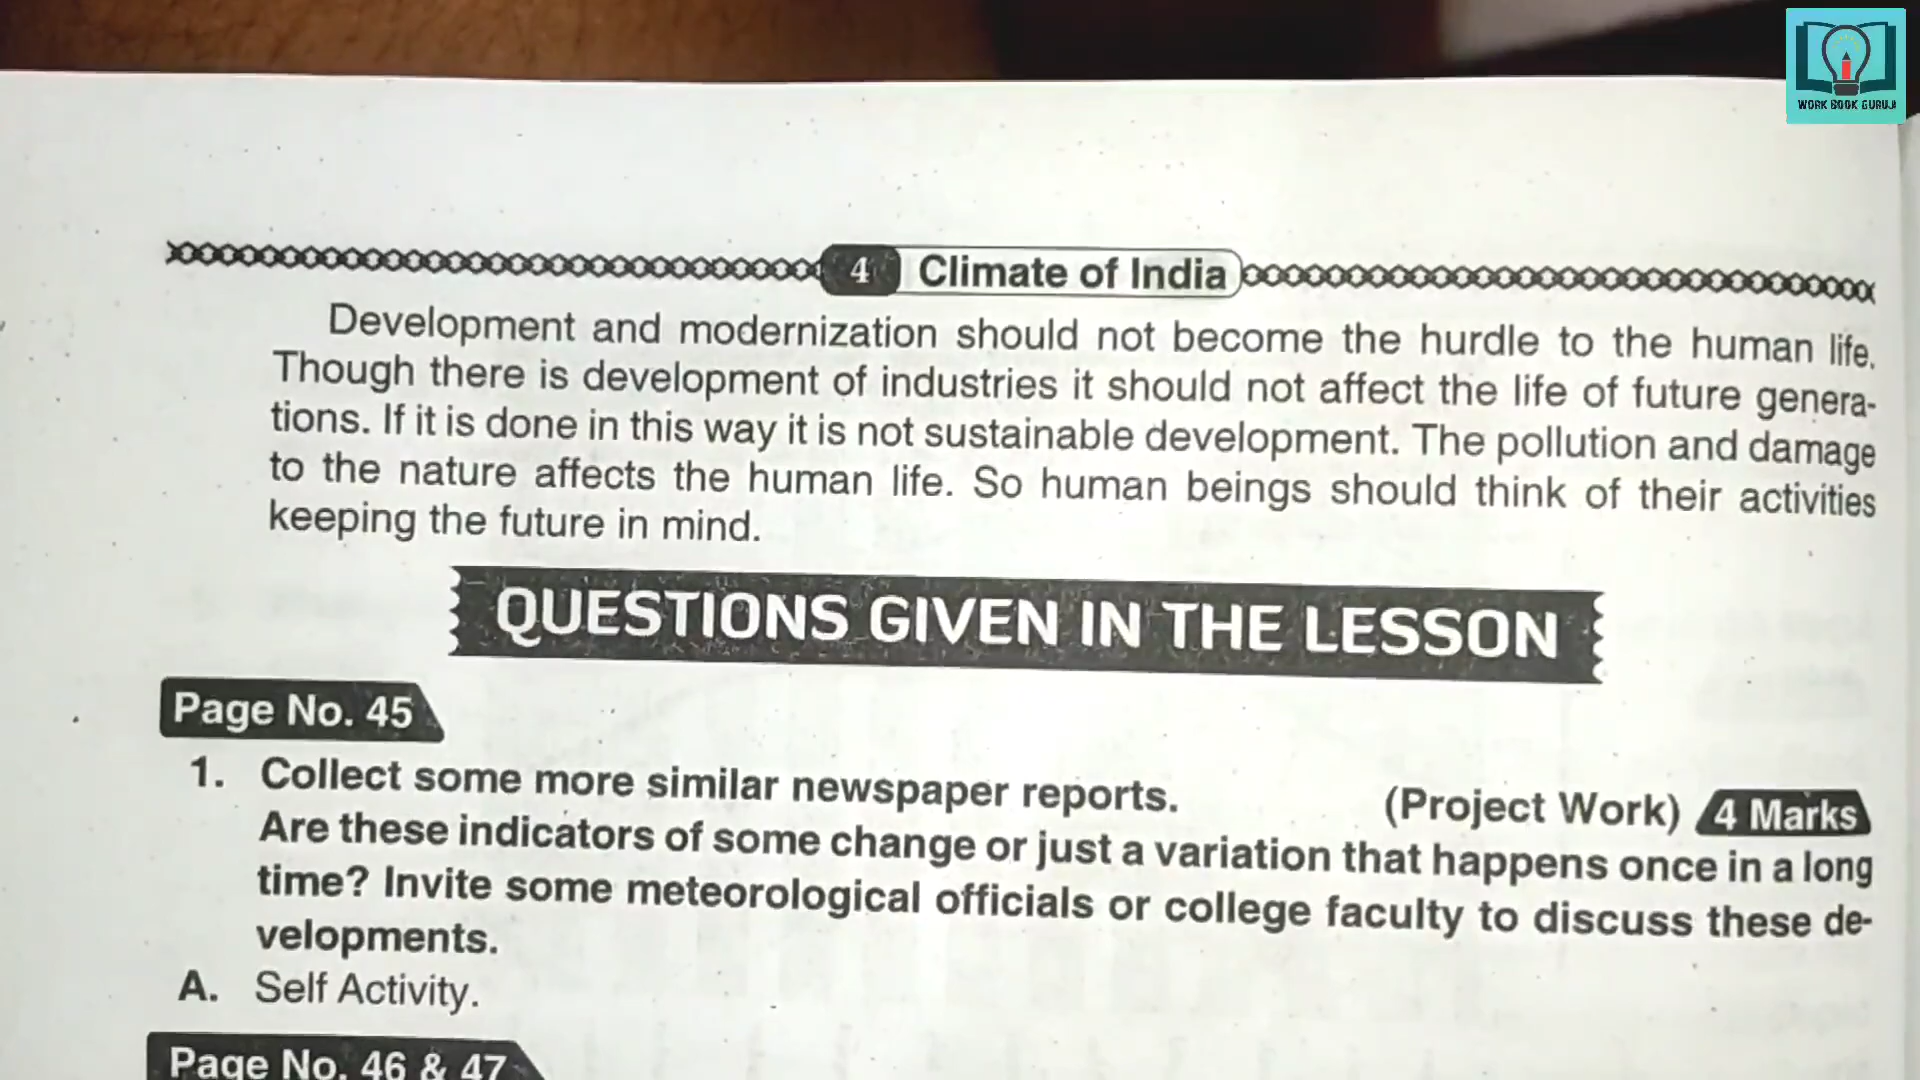 WORK BOOK GURUJI
4 Climate of India
Development and modernization should not become the hurdle to the human life.
Though there is development of industries it should not affect the life of future genera-
tions. If it is done in this way it is not sustainable development. The pollution and damage
to the nature affects the human life. So human beings should think of their activities
keeping the future in mind.
QUESTIONS GIVEN IN THE LESSON
Page No. 45
1. Collect some more similar newspaper reports. (Project Work) 4 Marks
Are these indicators of some change or just a variation that happens once in a long
time? Invite some meteorological officials or college faculty to discuss these de-
velopments.
A. Self Activity.
Page No. 46 & 47